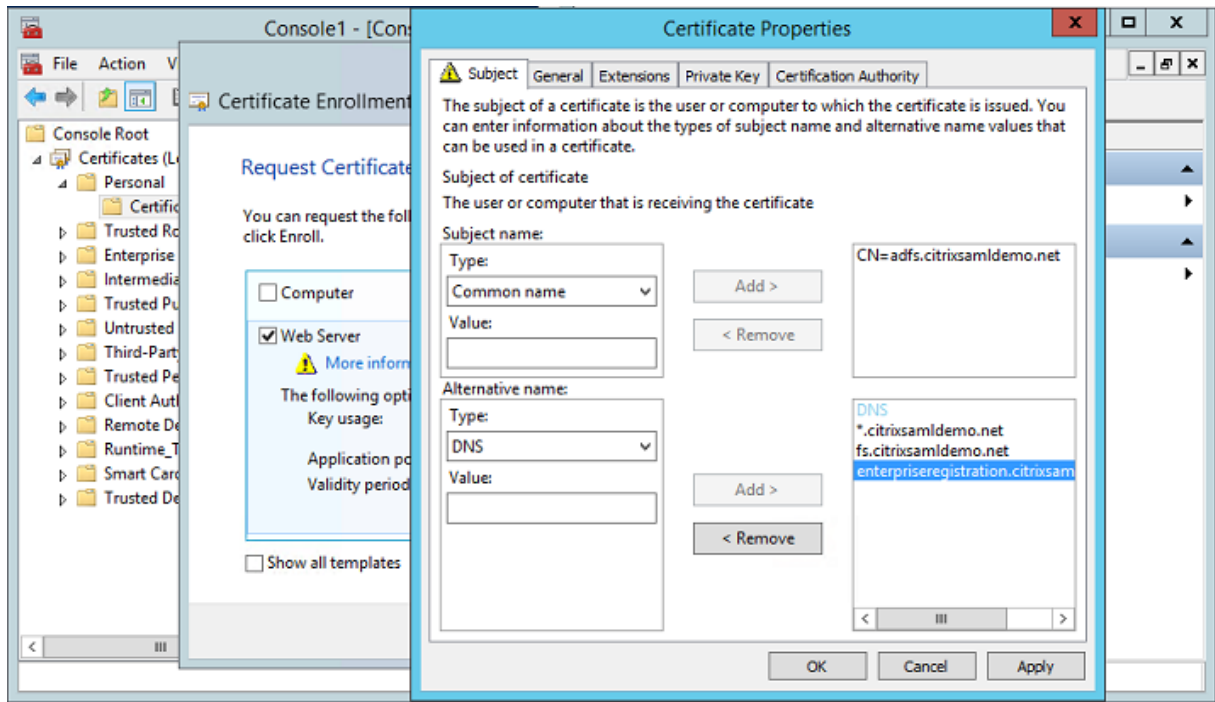 Console1 - [Cons
File Action V
Console Root
Certificates (L
Personal
Certific
Trusted Ro
Enterprise
Intermedia
Trusted Pu
Untrusted
Third-Part
Trusted Pe
Client Aut
Remote De
Runtime_T
Smart Card
Trusted De
Certificate Enrollment
Request Certificate
You can request the foll
click Enroll.
Computer
Web Server
More inform
The following opti
Key usage:
Application po
Validity period
Show all templates
Certificate Properties
Subject General Extensions Private Key Certification Authority
The subject of a certificate is the user or computer to which the certificate is issued. You
can enter information about the types of subject name and alternative name values that
can be used in a certificate.
Subject of certificate
The user or computer that is receiving the certificate
Subject name:
Type:
Common name
Value:
Add >
< Remove
CN=adfs.citrixsamldemo.net
Alternative name:
Type:
DNS
Value:
Add >
< Remove
DNS
*.citrixsamldemo.net
fs.citrixsamldemo.net
enterpriseregistration.citrixsam
OK Cancel Apply